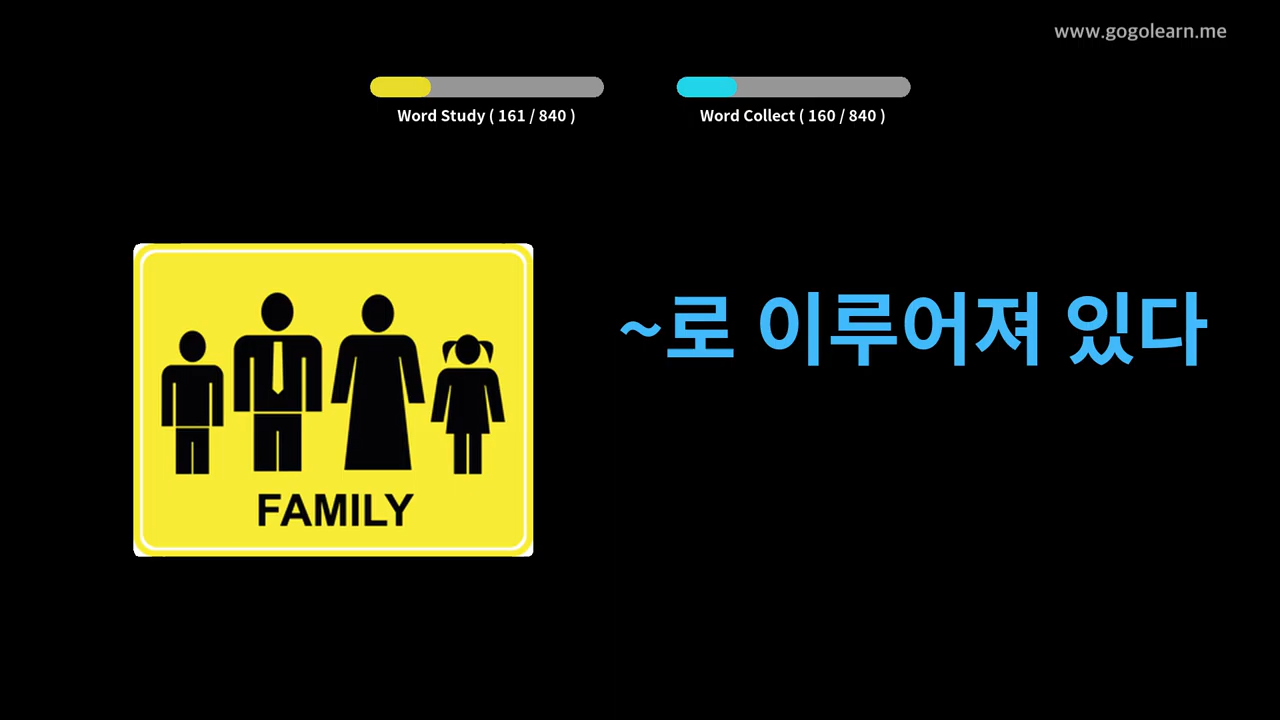 www.gogolearn.me
Word Study ( 161 / 840 )
Word Collect ( 160 / 840 )
~로 이루어져 있다
FAMILY